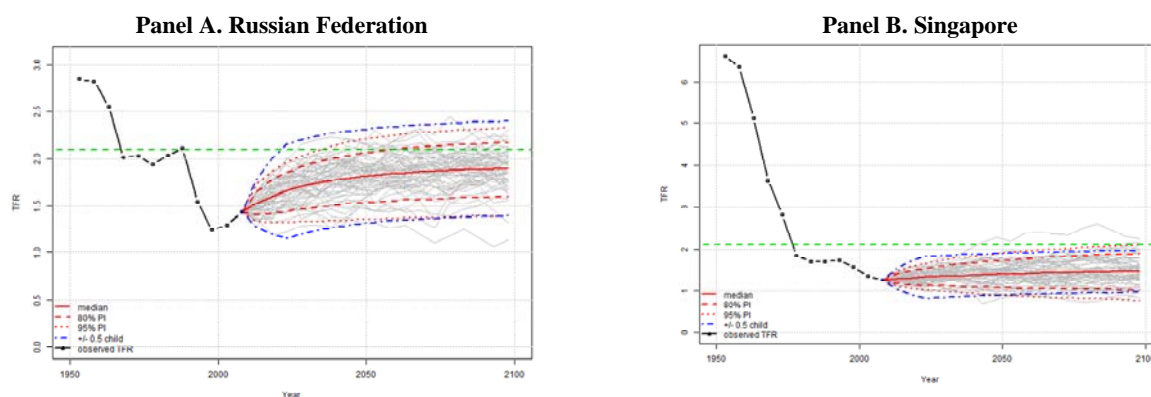 Panel A. Russian Federation
3.0
2.5
2.0
1.5
1.0
0.5
0.0
TFR
median
80% PI
95% PI
+/- 0.5 child
observed TFR
1950
2000
2050
2100
Year
Panel B. Singapore
6
5
4
3
2
1
0
TFR
median
80% PI
95% PI
+/- 0.5 child
observed TFR
1950
2000
2050
2100
Year